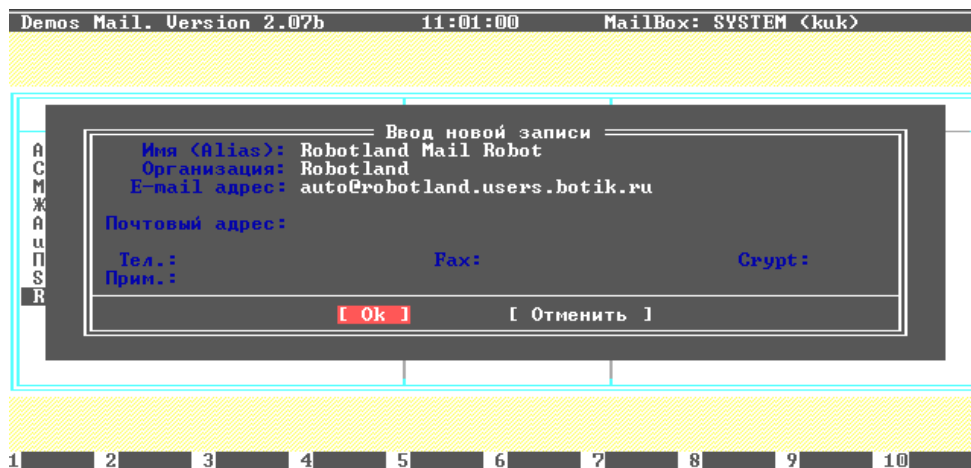 Demos Mail. Version 2.07b 11:01:00 MailBox: SYSTEM (kuk)
Ввод новой записи
Имя (Alias): Robotland Mail Robot
Организация: Robotland
E-mail адрес: auto@robotland.users.botik.ru
Почтовый адрес:
Тел.: Fax: Crypt:
Прим.:
[ Ok ] [ Отменить ]
А
С
М
Ж
А
и
П
S
R
1 2 3 4 5 6 7 8 9 10